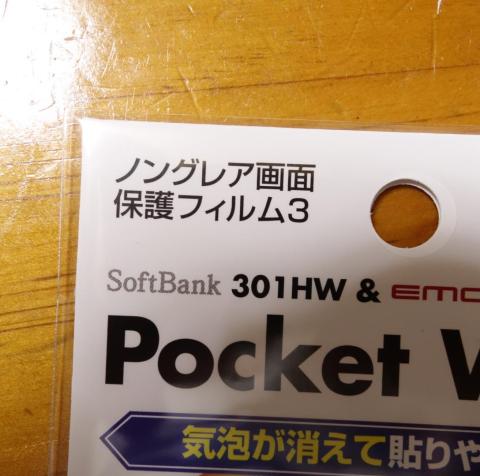 ノングレア画面
保護フィルム3
SoftBank 301HW & EMO
Pocket W
気泡が消えて貼りや